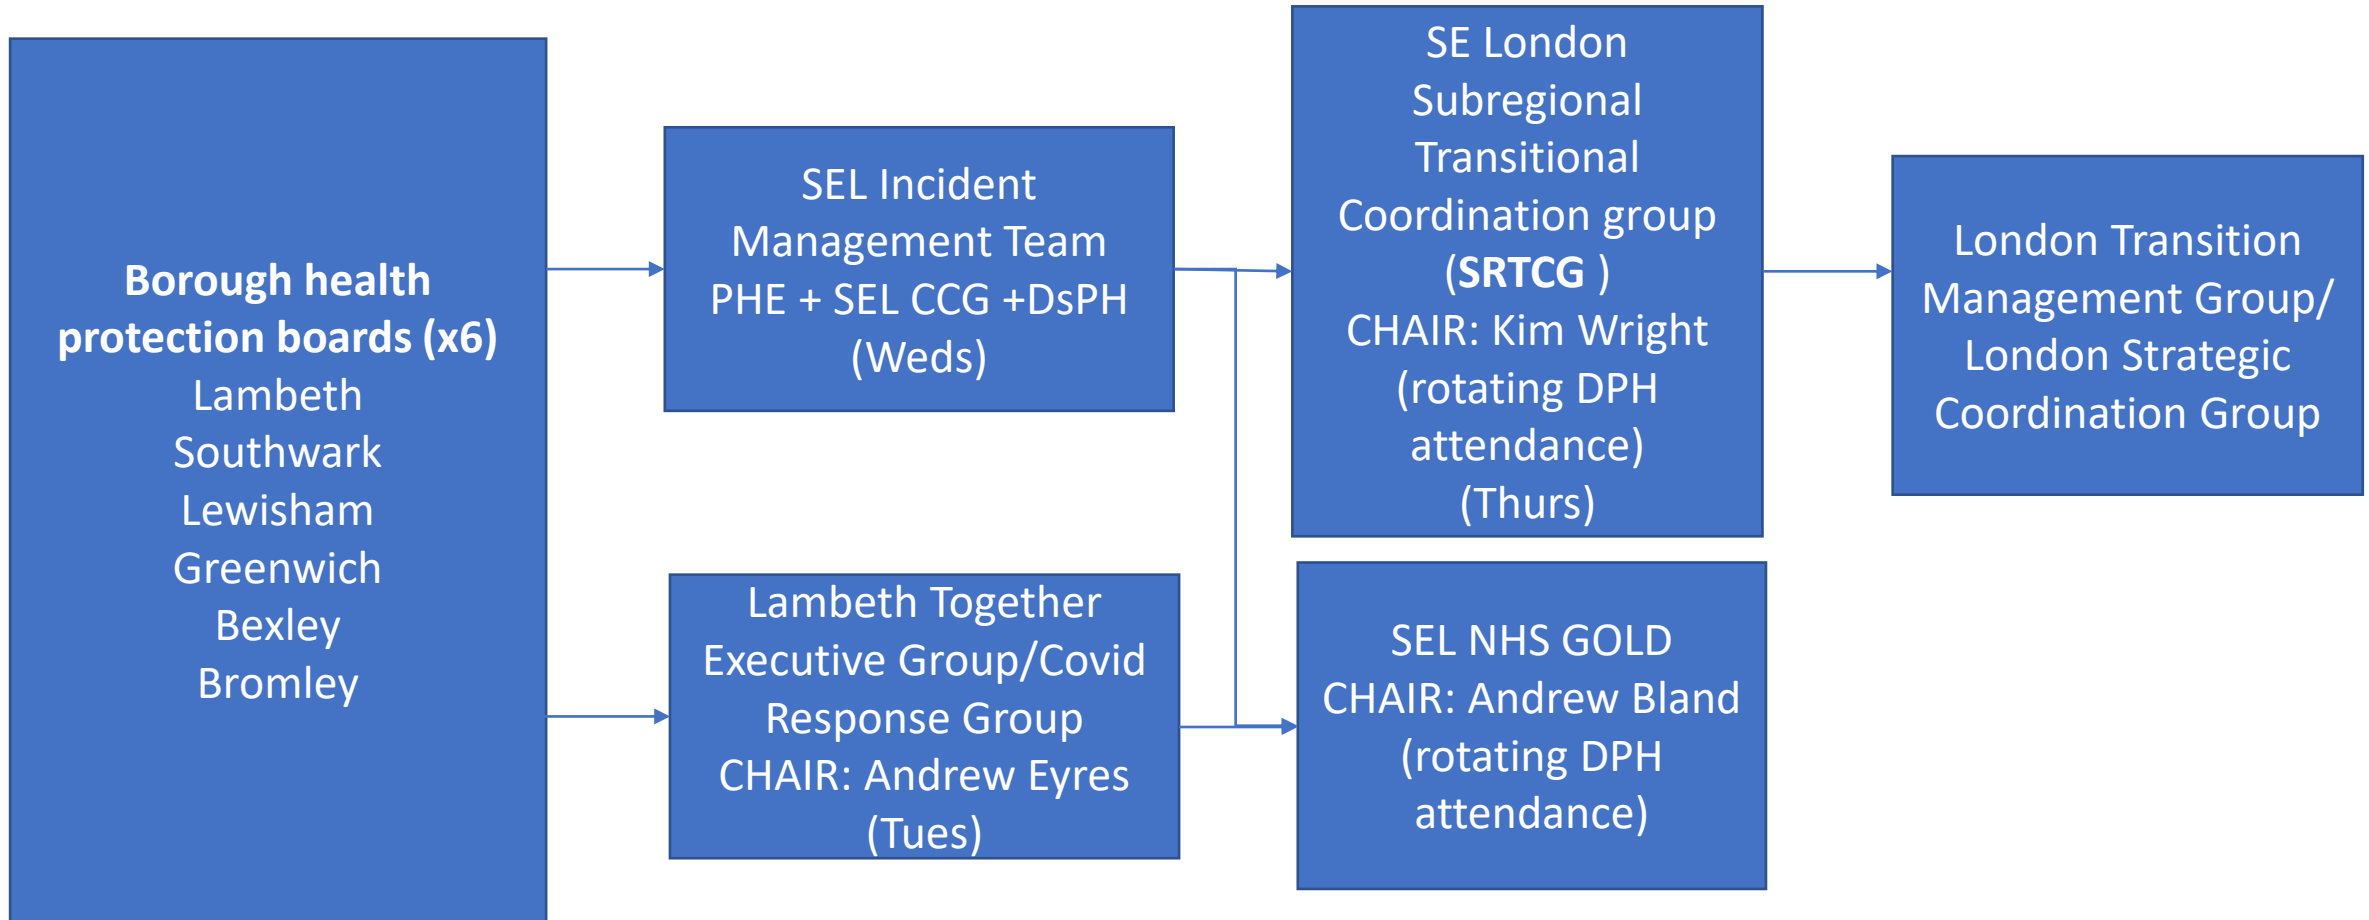 Borough health
protection boards (x6)
Lambeth
Southwark
Lewisham
Greenwich
Bexley
Bromley
SEL Incident
Management Team
PHE + SEL CCG +DsPH
(Weds)
Lambeth Together
Executive Group/Covid
Response Group
CHAIR: Andrew Eyres
(Tues)
SE London
Subregional
Transitional
Coordination group
(SRTCG )
CHAIR: Kim Wright
(rotating DPH
attendance)
(Thurs)
SEL NHS GOLD
CHAIR: Andrew Bland
(rotating DPH
attendance)
London Transition
Management Group/
London Strategic
Coordination Group